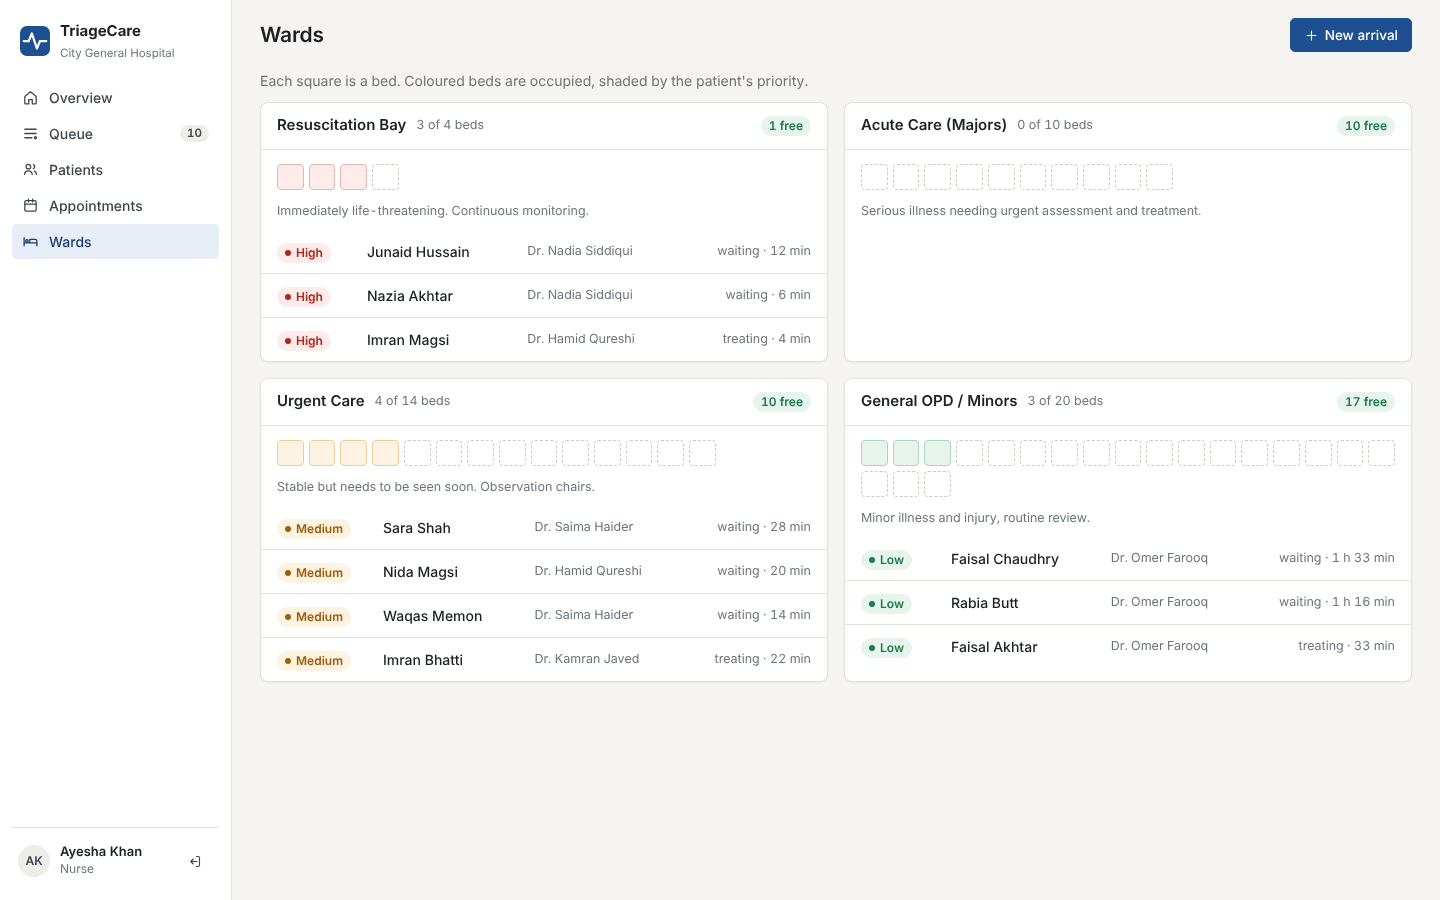 TriageCare
City General Hospital
Overview
Queue 10
Patients
Appointments
Wards
Ayesha Khan
AK
Nurse
Wards
New arrival
Each square is a bed. Coloured beds are occupied, shaded by the patient's priority.
Resuscitation Bay 3 of 4 beds 1 free
Immediately life-threatening. Continuous monitoring.
High Junaid Hussain Dr. Nadia Siddiqui waiting · 12 min
High Nazia Akhtar Dr. Nadia Siddiqui waiting · 6 min
High Imran Magsi Dr. Hamid Qureshi treating · 4 min
Acute Care (Majors) 0 of 10 beds 10 free
Serious illness needing urgent assessment and treatment.
Urgent Care 4 of 14 beds 10 free
Stable but needs to be seen soon. Observation chairs.
Medium Sara Shah Dr. Saima Haider waiting · 28 min
Medium Nida Magsi Dr. Hamid Qureshi waiting · 20 min
Medium Waqas Memon Dr. Saima Haider waiting · 14 min
Medium Imran Bhatti Dr. Kamran Javed treating · 22 min
General OPD / Minors 3 of 20 beds 17 free
Minor illness and injury, routine review.
Low Faisal Chaudhry Dr. Omer Farooq waiting · 1 h 33 min
Low Rabia Butt Dr. Omer Farooq waiting · 1 h 16 min
Low Faisal Akhtar Dr. Omer Farooq treating · 33 min